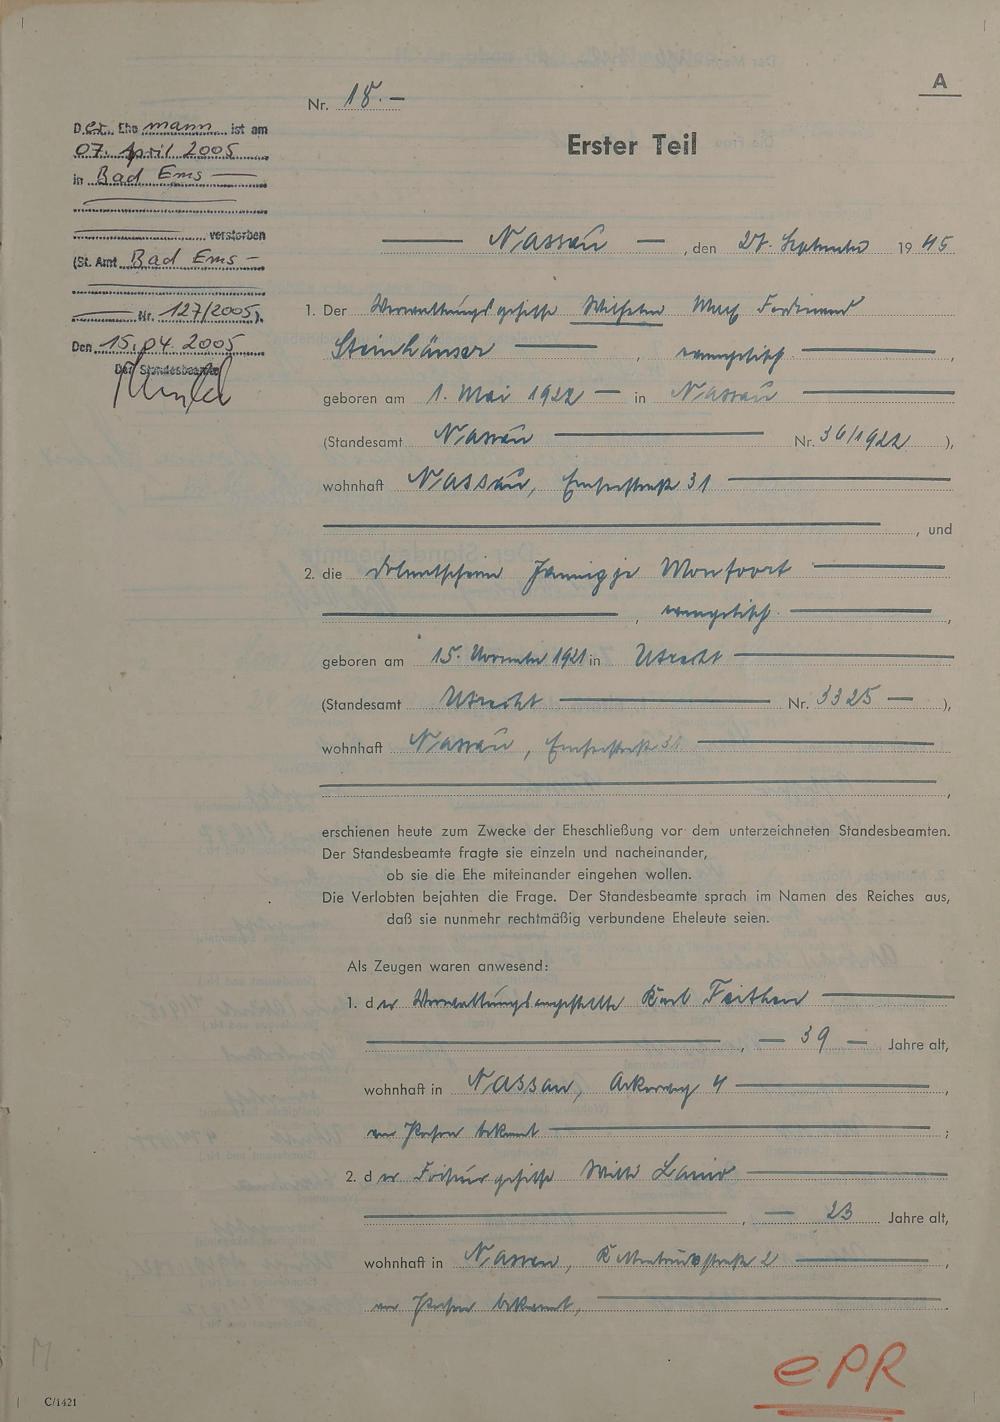 A
Nr. 18.-
Der Ehemann ist am
07. April 2005
in Bad Ems
verstorben
(St. Amt Bad Ems
Nr. 127/2005).
Den 15.04.2005
Der Standesbeamte
Erster Teil
Nassau, den 27. September 1945
1. Der Verwaltungsgehilfe Wilhelm Max Ferdinand
Steinhäuser, evangelisch,
geboren am 1. Mai 1922 in Nassau
(Standesamt Nassau Nr. 36/1922),
wohnhaft Nassau, Emserstraße 31
, und
2. die Dolmetscherin Jannigje Monfoort
, evangelisch,
geboren am 15. November 1921 in Utrecht
(Standesamt Utrecht Nr. 3325),
wohnhaft Nassau, Emserstraße 31
,
erschienen heute zum Zwecke der Eheschließung vor dem unterzeichneten Standesbeamten.
Der Standesbeamte fragte sie einzeln und nacheinander,
ob sie die Ehe miteinander eingehen wollen.
Die Verlobten bejahten die Frage. Der Standesbeamte sprach im Namen des Reiches aus,
daß sie nunmehr rechtmäßig verbundene Eheleute seien.
Als Zeugen waren anwesend:
1. der Verwaltungsangestellte Karl
, 39 Jahre alt,
wohnhaft in Nassau, 4,
von Person bekannt;
2. der Friseurgehilfe Willi
, 23 Jahre alt,
wohnhaft in Nassau, 2,
von Person bekannt,
ePR
C/1421